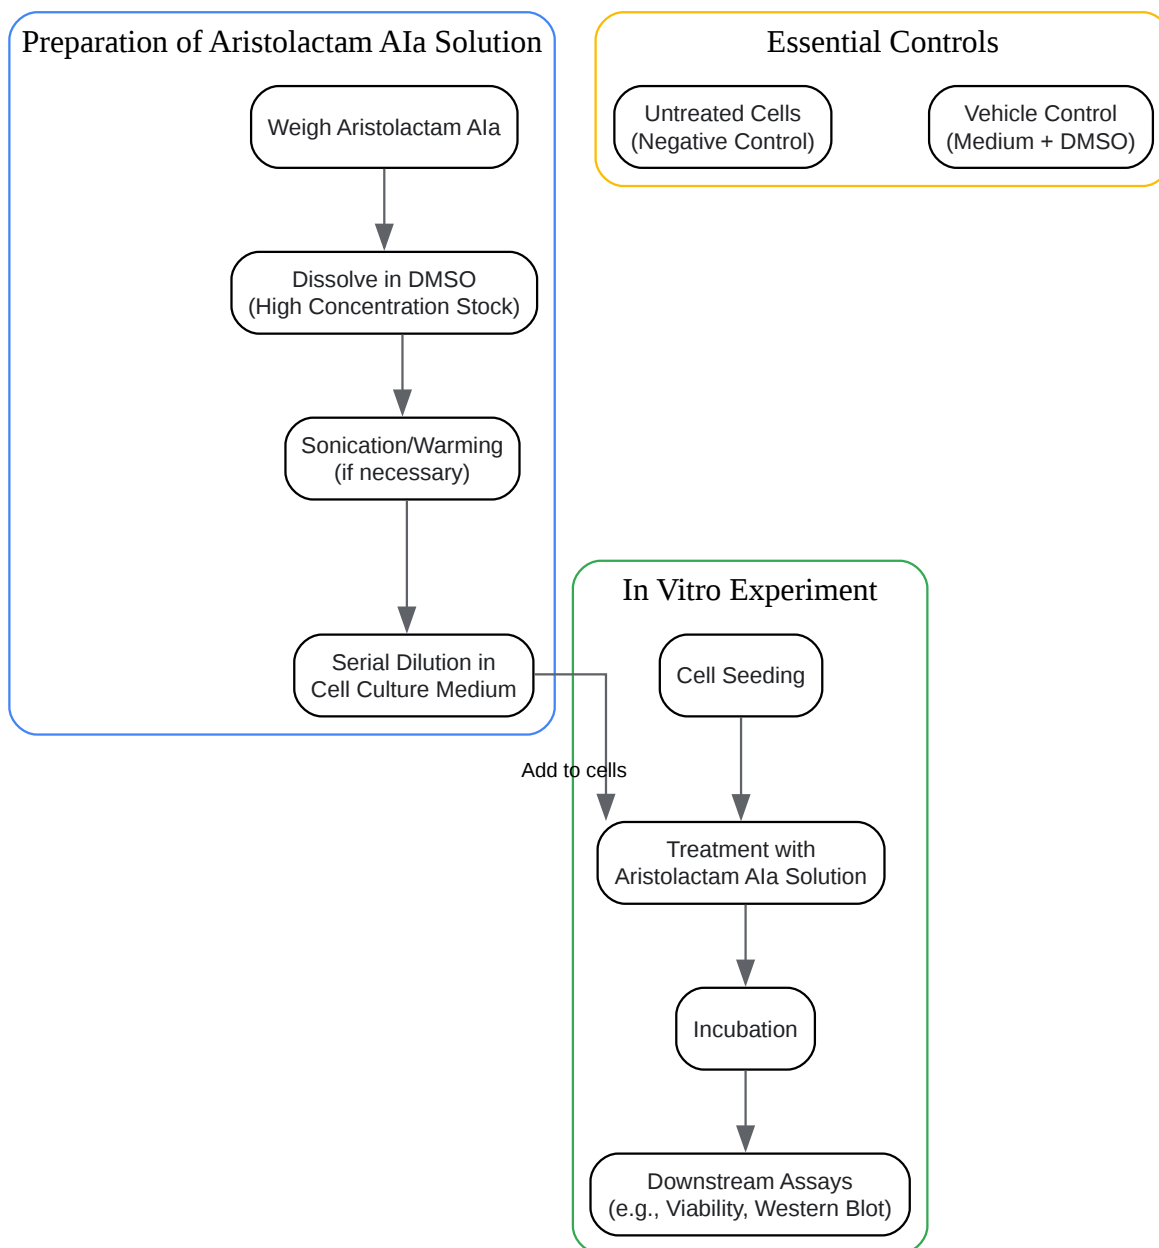 Preparation of Aristolactam AIa Solution
Weigh Aristolactam AIa
Dissolve in DMSO
(High Concentration Stock)
Sonication/Warming
(if necessary)
Serial Dilution in
Cell Culture Medium
Essential Controls
Untreated Cells
(Negative Control)
Vehicle Control
(Medium + DMSO)
Add to cells
In Vitro Experiment
Cell Seeding
Treatment with
Aristolactam AIa Solution
Incubation
Downstream Assays
(e.g., Viability, Western Blot)